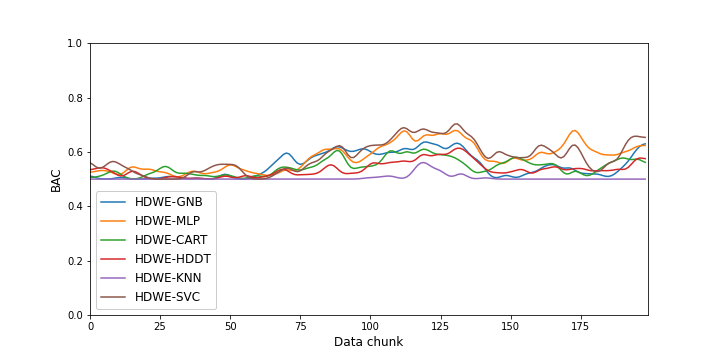 1.0
0.8
0.6
0.4
0.2
0.0
BAC
HDWE-GNB
HDWE-MLP
HDWE-CART
HDWE-HDDT
HDWE-KNN
HDWE-SVC
0 25 50 75 100 125 150 175
Data chunk